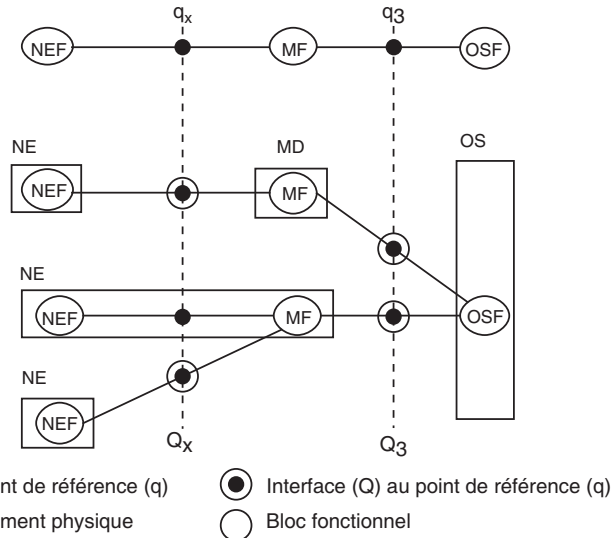 qx q3
NEF MF OSF
NE MD OS
NEF MF
NE
NEF MF OSF
NE
NEF
Qx Q3
nt de référence (q) Interface (Q) au point de référence (q)
ment physique Bloc fonctionnel